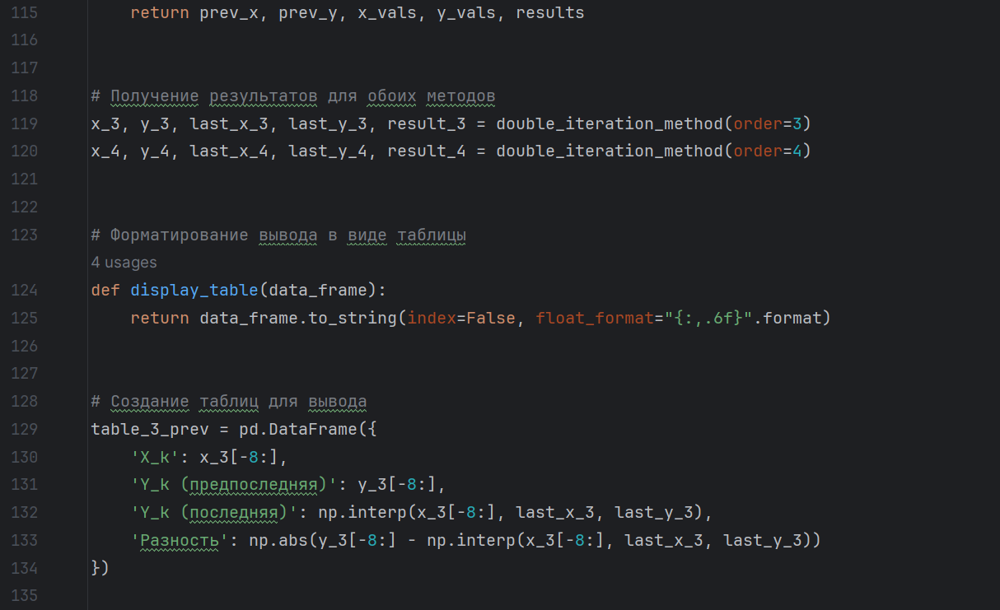 115 return prev_x, prev_y, x_vals, y_vals, results
116
117
118 # Получение результатов для обоих методов
119 x_3, y_3, last_x_3, last_y_3, result_3 = double_iteration_method(order=3)
120 x_4, y_4, last_x_4, last_y_4, result_4 = double_iteration_method(order=4)
121
122
123 # Форматирование вывода в виде таблицы
4 usages
124 def display_table(data_frame):
125 return data_frame.to_string(index=False, float_format="{:,.6f}".format)
126
127
128 # Создание таблиц для вывода
129 table_3_prev = pd.DataFrame({
130 'X_k': x_3[-8:],
131 'Y_k (предпоследняя)': y_3[-8:],
132 'Y_k (последняя)': np.interp(x_3[-8:], last_x_3, last_y_3),
133 'Разность': np.abs(y_3[-8:] - np.interp(x_3[-8:], last_x_3, last_y_3))
134 })
135